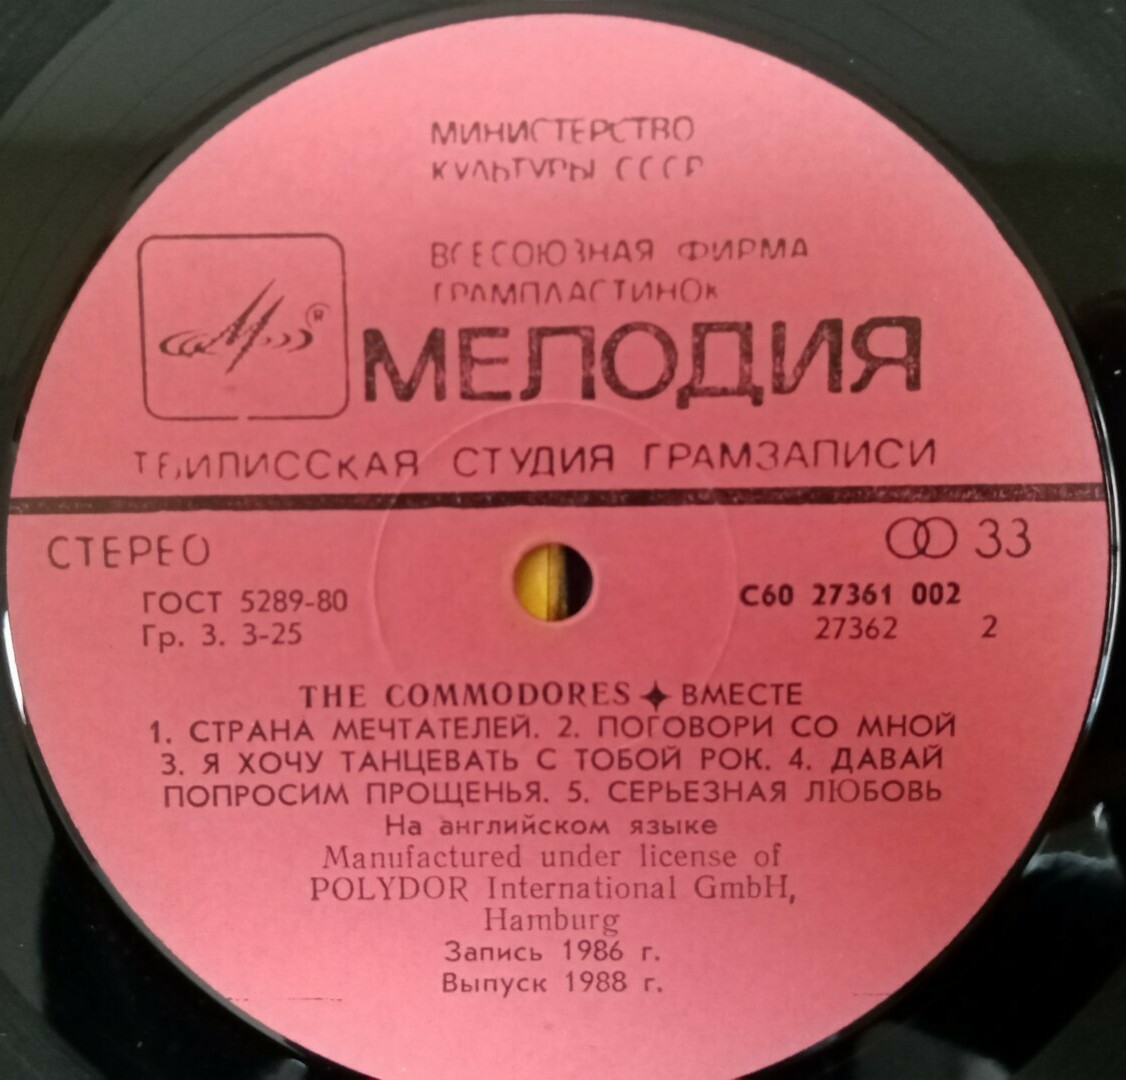 МИНИСТЕРСТВО
КУЛЬТУРЫ СССР
ВСЕСОЮЗНАЯ ФИРМА
ГРАМПЛАСТИНОК
МЕЛОДИЯ
ТБИЛИССКАЯ СТУДИЯ ГРАМЗАПИСИ
СТЕРЕО
33
ГОСТ 5289-80
Гр. 3. 3-25
С60 27361 002
27362 2
THE COMMODORES ✦ ВМЕСТЕ
1. СТРАНА МЕЧТАТЕЛЕЙ. 2. ПОГОВОРИ СО МНОЙ
3. Я ХОЧУ ТАНЦЕВАТЬ С ТОБОЙ РОК. 4. ДАВАЙ
ПОПРОСИМ ПРОЩЕНЬЯ. 5. СЕРЬЕЗНАЯ ЛЮБОВЬ
На английском языке
Manufactured under license of
POLYDOR International GmbH,
Hamburg
Запись 1986 г.
Выпуск 1988 г.